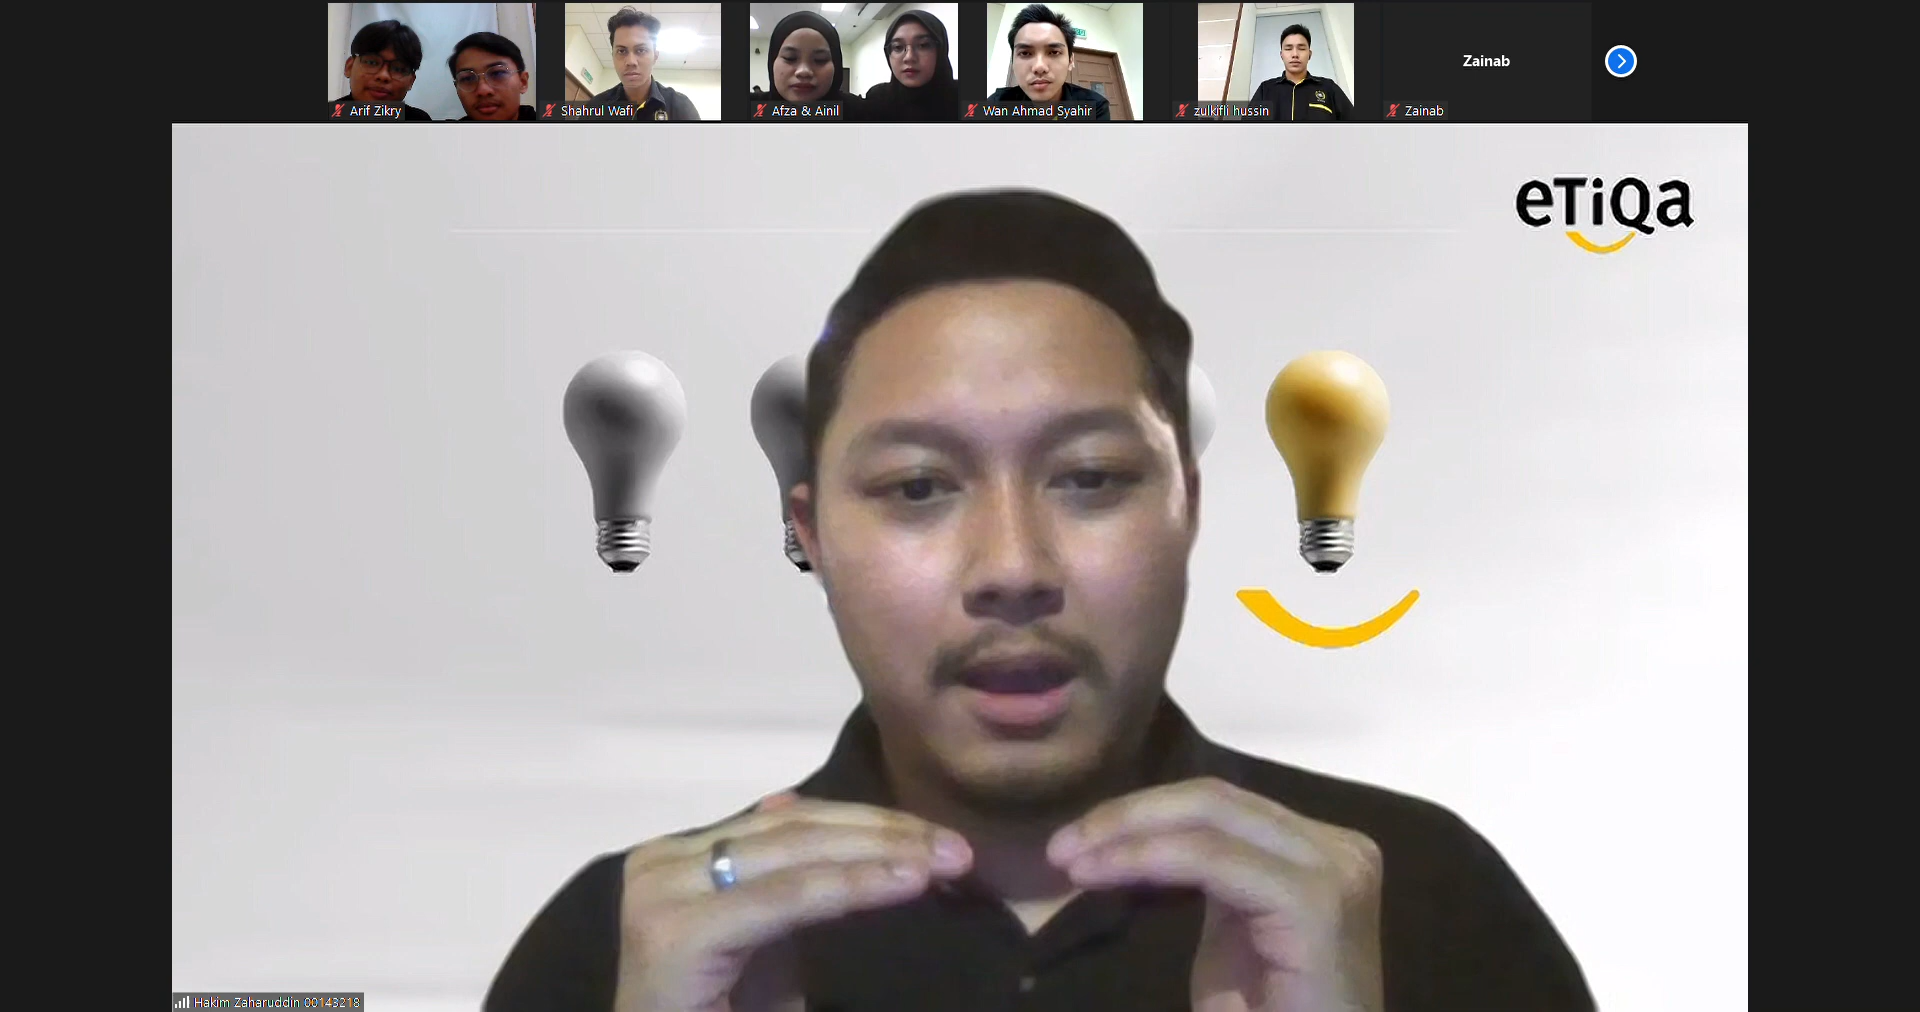 Arif Zikry
Shahrul Wafi
Afza & Ainil
Wan Ahmad Syahir
zulkifli hussin
Zainab
Zainab
eTiQa
Hakim Zaharuddin 00143218